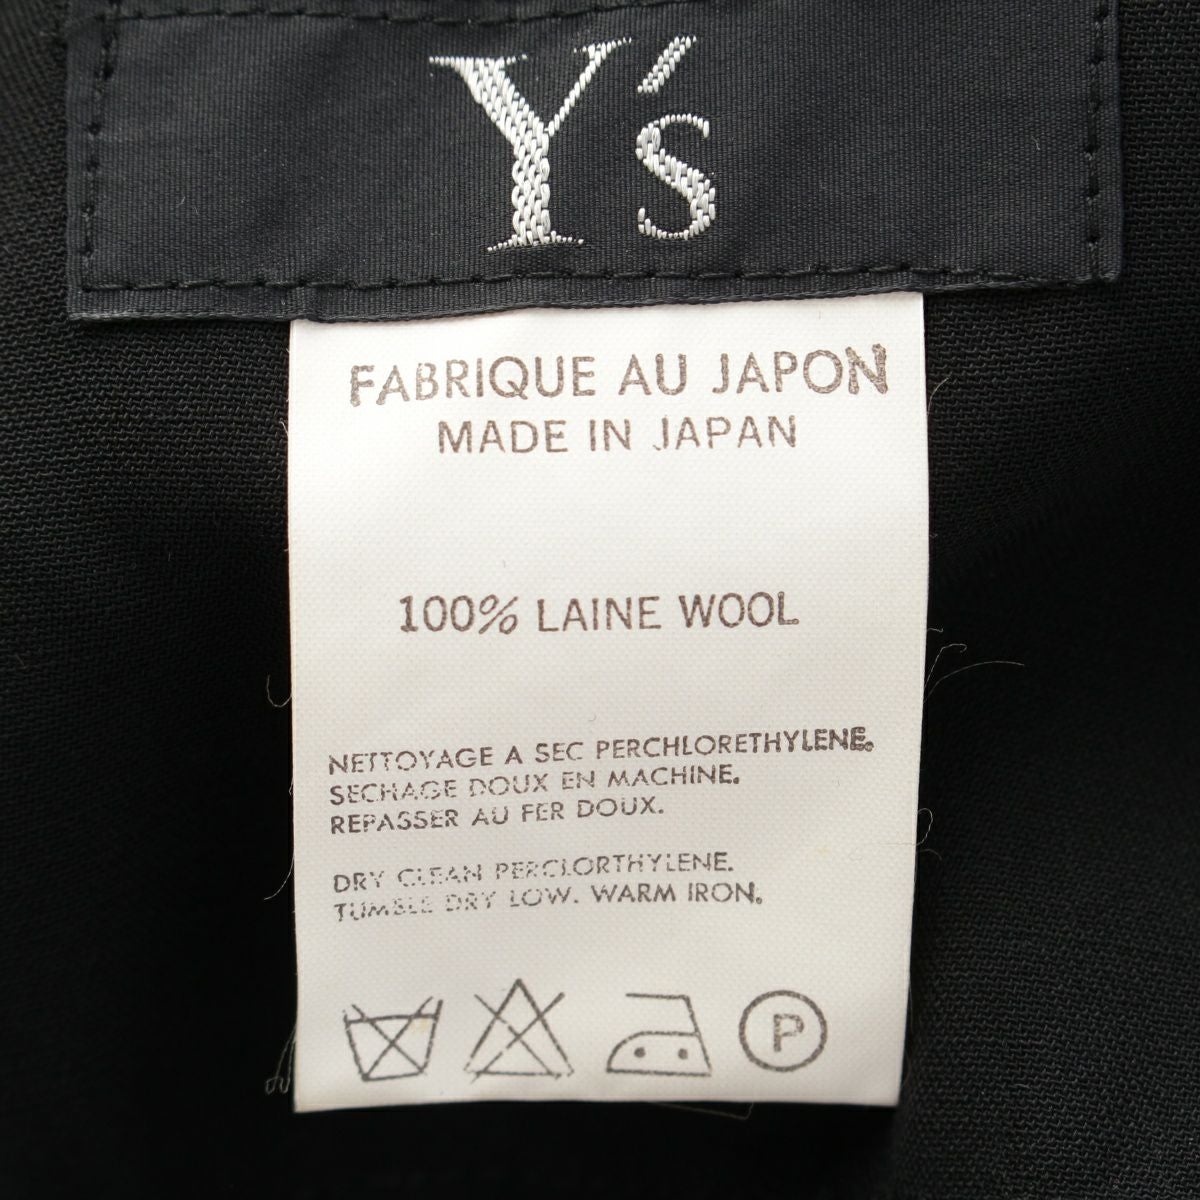 Y's
FABRIQUE AU JAPON
MADE IN JAPAN
100% LAINE WOOL
NETTOYAGE A SEC PERCHLORETHYLENE.
SECHAGE DOUX EN MACHINE.
REPASSER AU FER DOUX.
DRY CLEAN PERCLORTHYLENE.
TUMBLE DRY LOW. WARM IRON.
P